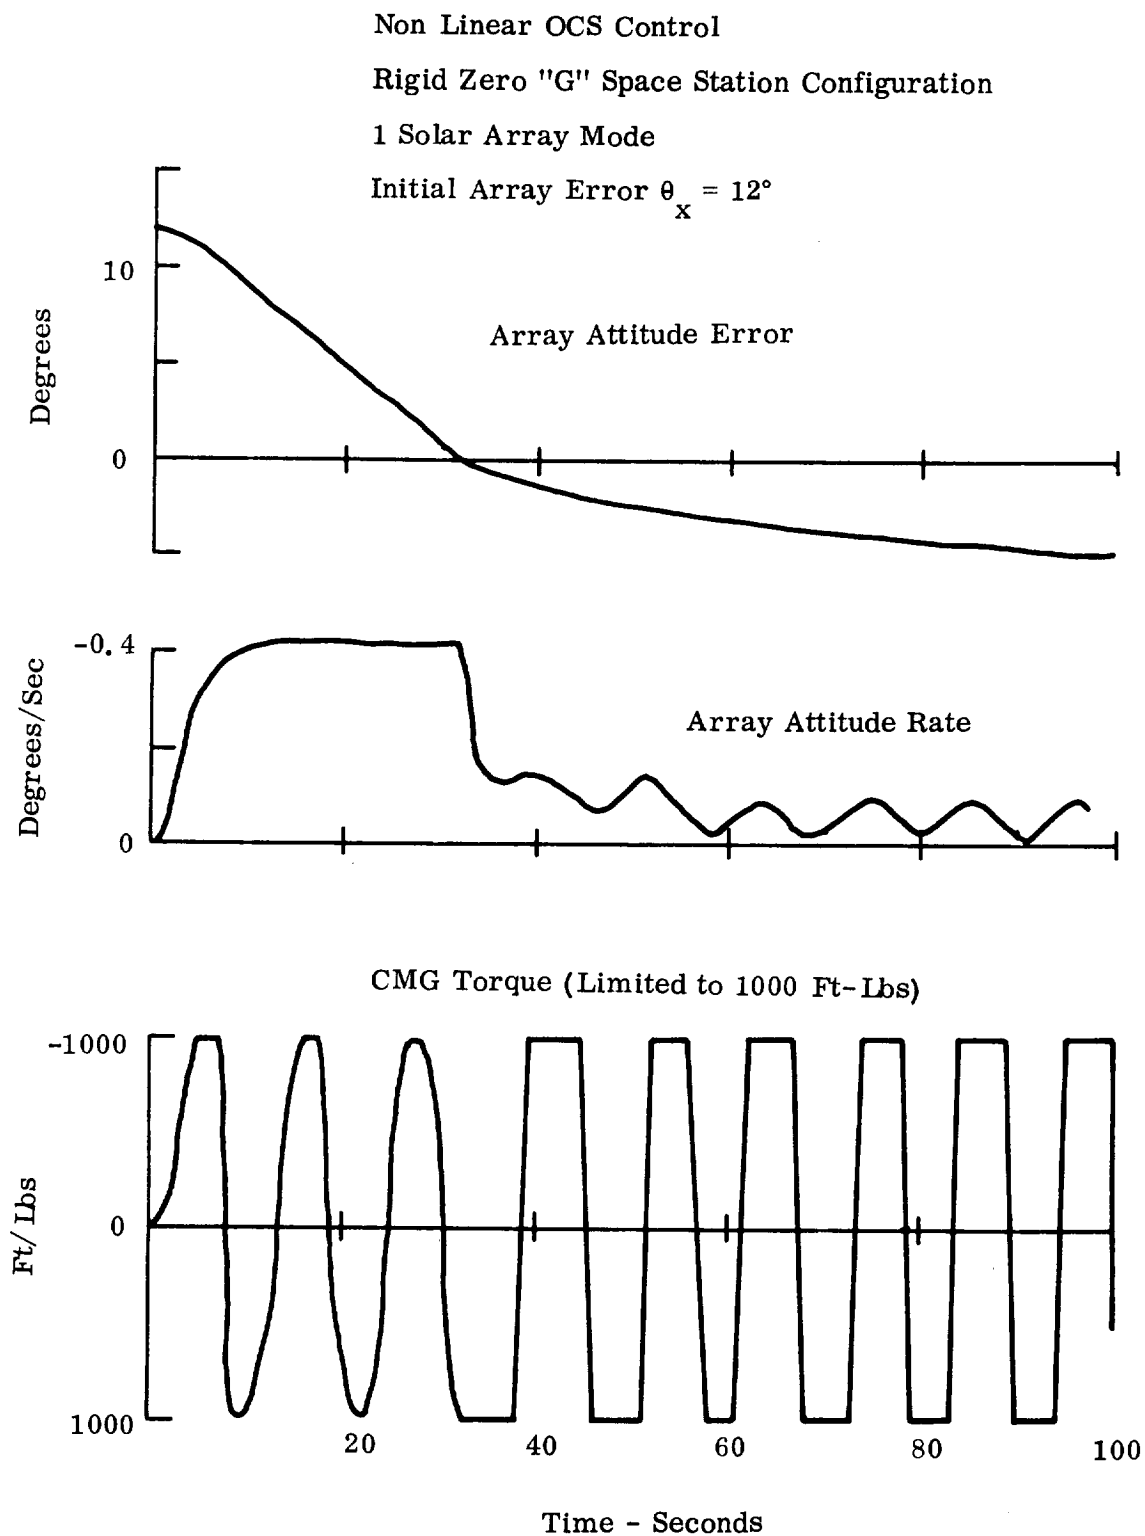 Non Linear OCS Control
Rigid Zero "G" Space Station Configuration
1 Solar Array Mode
Initial Array Error θx = 12°
10
Degrees
Array Attitude Error
0
-0.4
Degrees/Sec
Array Attitude Rate
0
CMG Torque (Limited to 1000 Ft-Lbs)
-1000
Ft/Lbs
0
1000
20 40 60 80 100
Time - Seconds